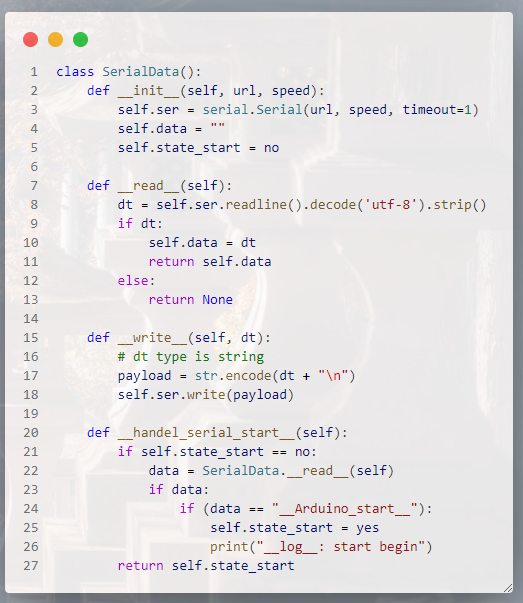 1 class SerialData():
2     def __init__(self, url, speed):
3         self.ser = serial.Serial(url, speed, timeout=1)
4         self.data = ""
5         self.state_start = no
6
7     def __read__(self):
8         dt = self.ser.readline().decode('utf-8').strip()
9         if dt:
10             self.data = dt
11             return self.data
12         else:
13             return None
14
15     def __write__(self, dt):
16         # dt type is string
17         payload = str.encode(dt + "\n")
18         self.ser.write(payload)
19
20     def __handel_serial_start__(self):
21         if self.state_start == no:
22             data = SerialData.__read__(self)
23             if data:
24                 if (data == "__Arduino_start__"):
25                     self.state_start = yes
26                     print("__log__: start begin")
27         return self.state_start